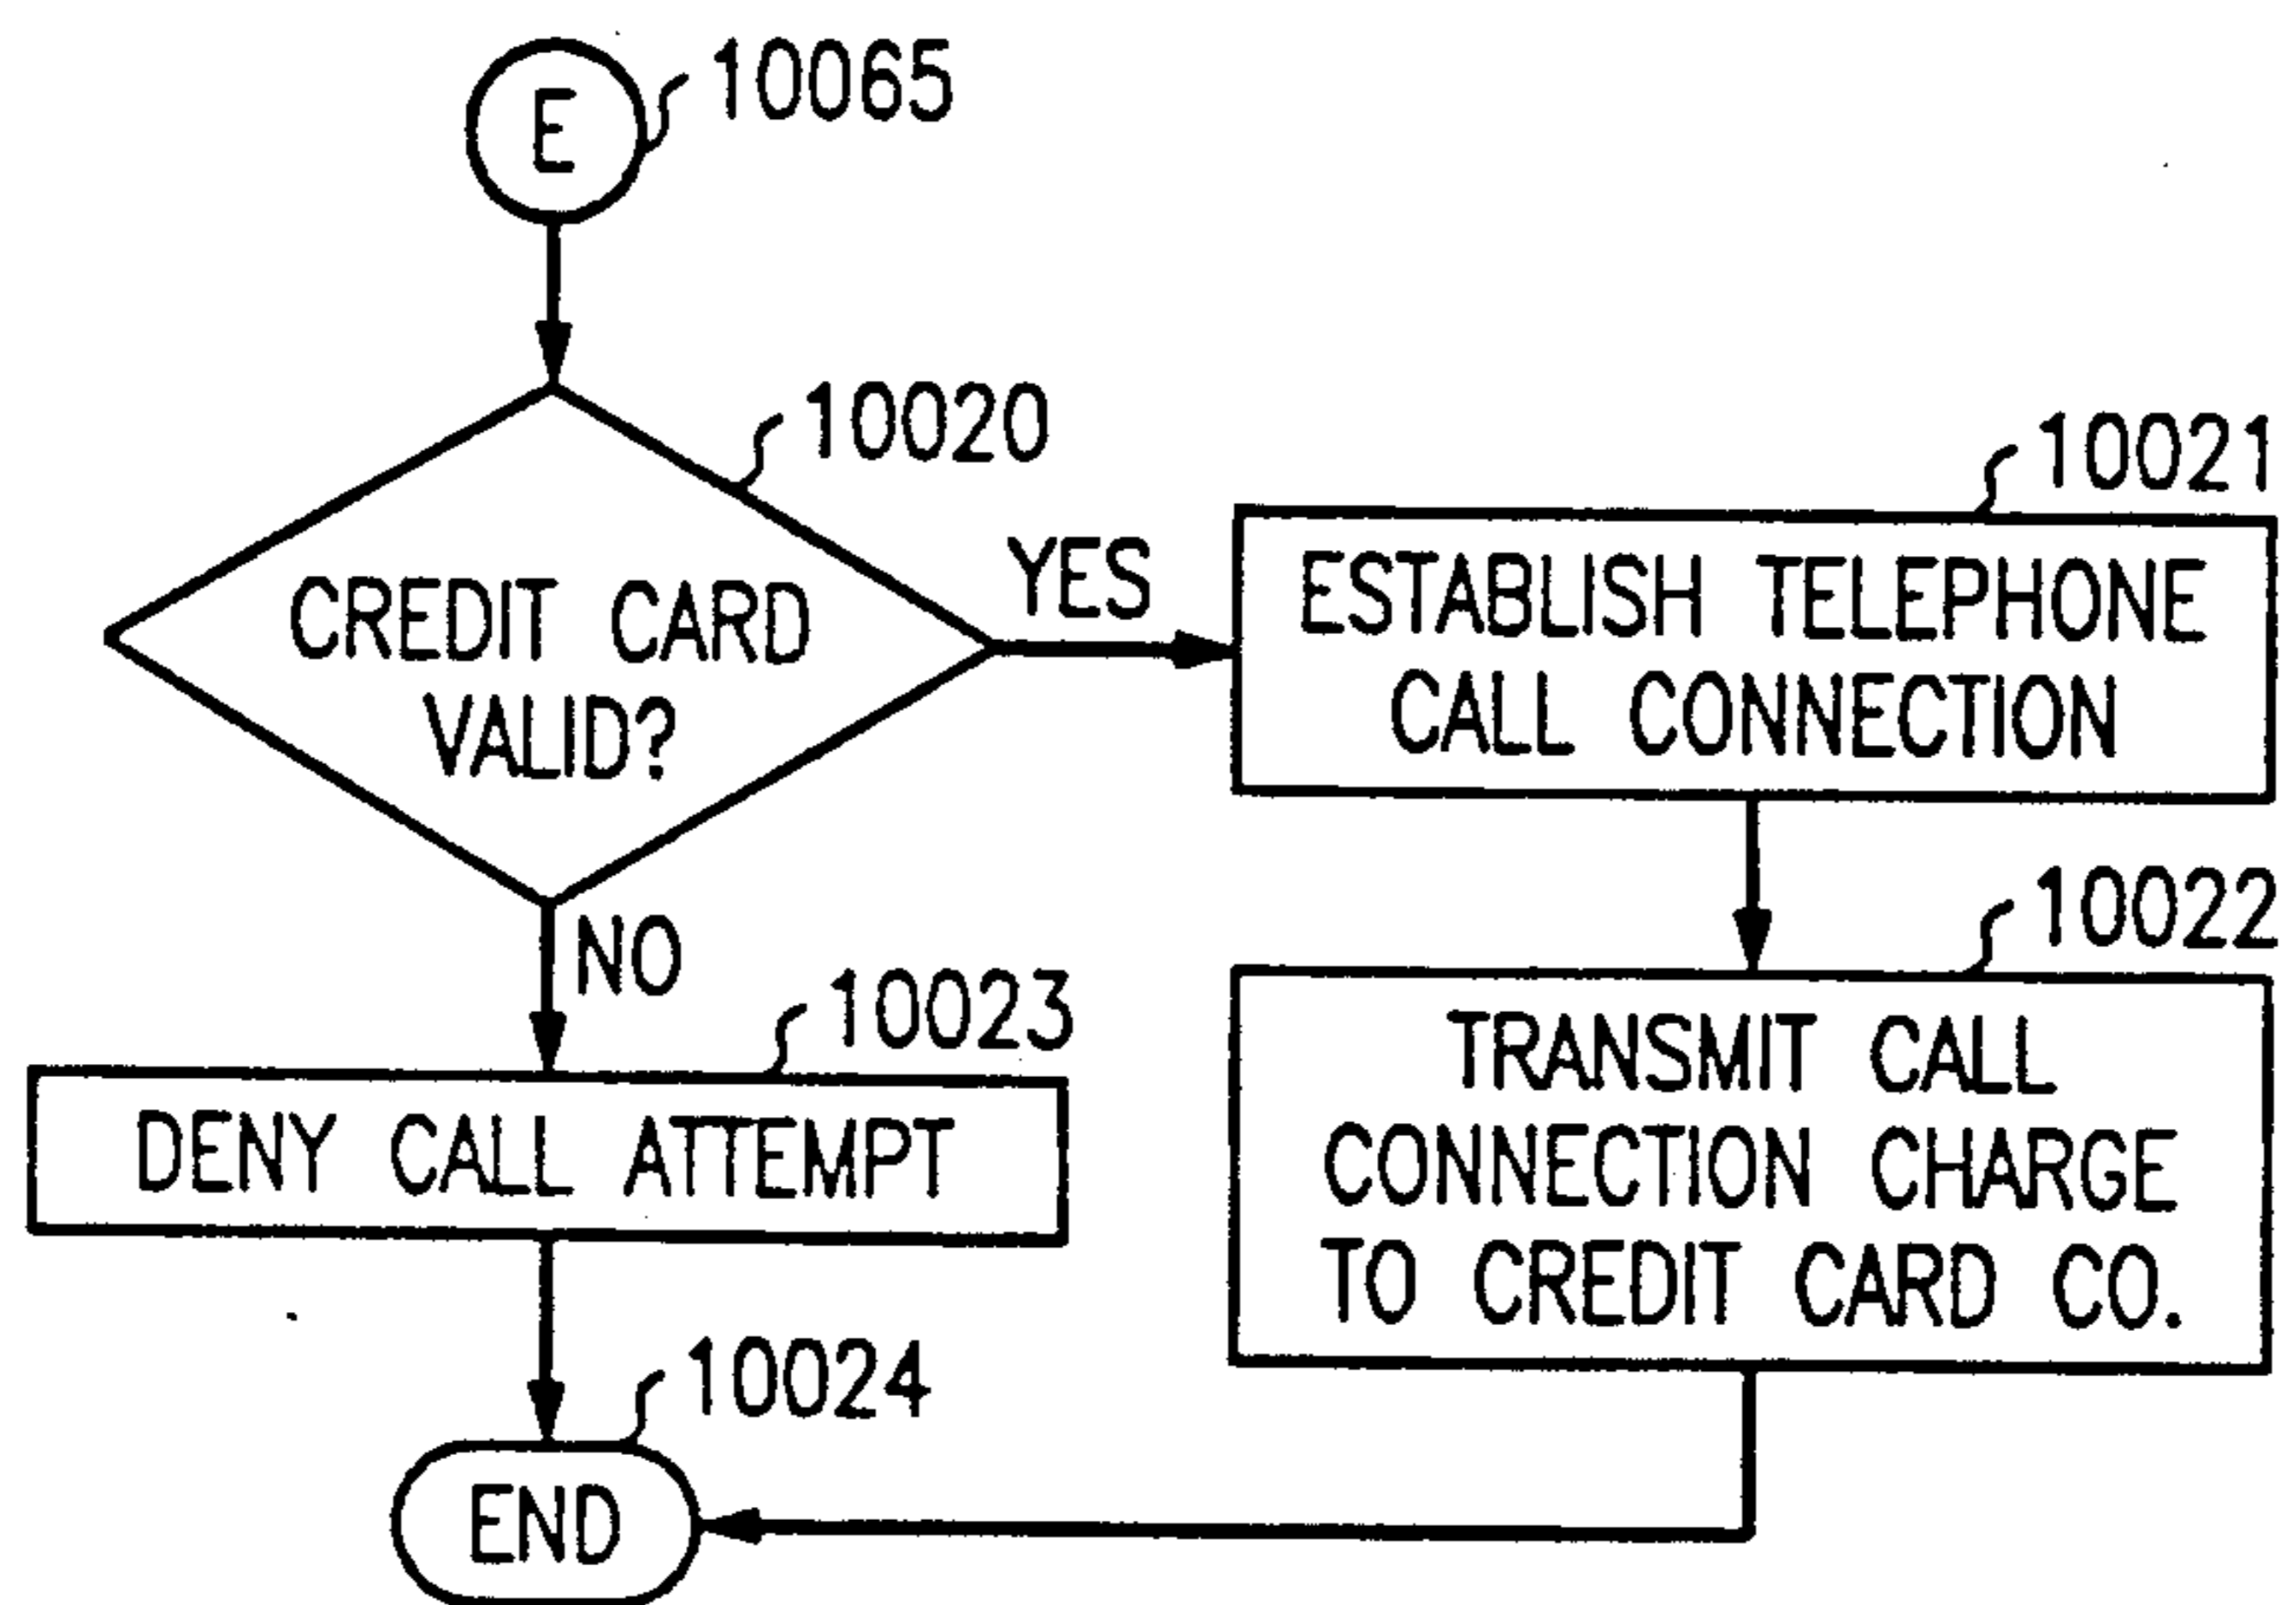 E
10065
10020
CREDIT CARD
VALID?
YES
10021
ESTABLISH TELEPHONE
CALL CONNECTION
NO
10022
TRANSMIT CALL
CONNECTION CHARGE
TO CREDIT CARD CO.
10023
DENY CALL ATTEMPT
10024
END